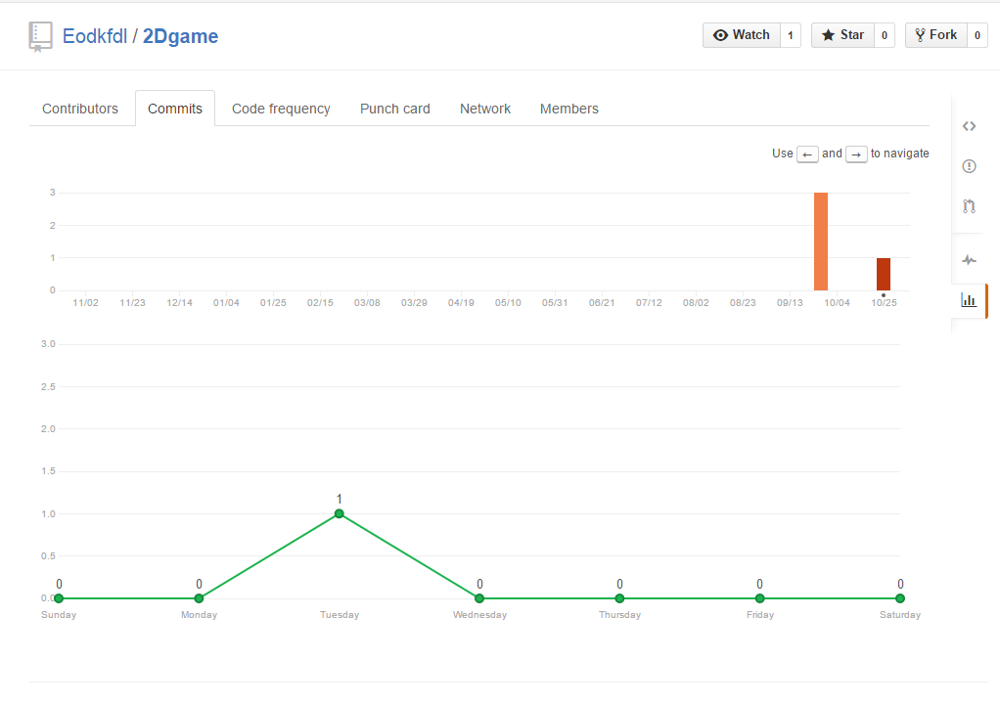 Eodkfdl / 2Dgame
Watch 1 Star 0 Fork 0
Contributors Commits Code frequency Punch card Network Members
Use ← and → to navigate
3
2
1
0
11/02 11/23 12/14 01/04 01/25 02/15 03/08 03/29 04/19 05/10 05/31 06/21 07/12 08/02 08/23 09/13 10/04 10/25
3.0
2.5
2.0
1.5
1
1.0
0.5
0 0 0 0 0 0
0.0
Sunday Monday Tuesday Wednesday Thursday Friday Saturday